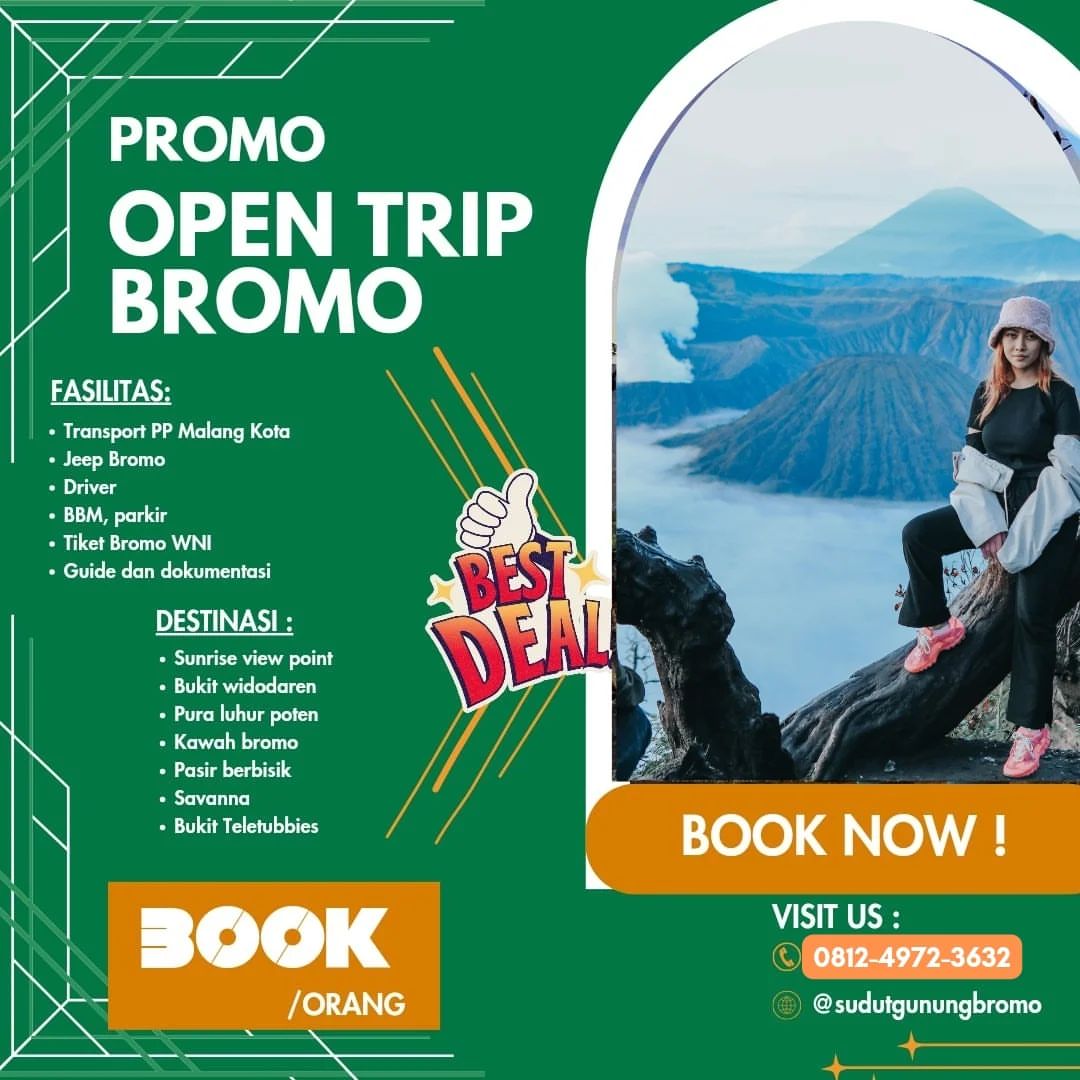 PROMO
OPEN TRIP
BROMO
FASILITAS:
• Transport PP Malang Kota
• Jeep Bromo
• Driver
• BBM, parkir
• Tiket Bromo WNI
• Guide dan dokumentasi
BEST
DEAL
DESTINASI :
• Sunrise view point
• Bukit widodaren
• Pura luhur poten
• Kawah bromo
• Pasir berbisik
• Savanna
• Bukit Teletubbies
BOOK
/ORANG
BOOK NOW !
VISIT US :
0812-4972-3632
@sudutgunungbromo